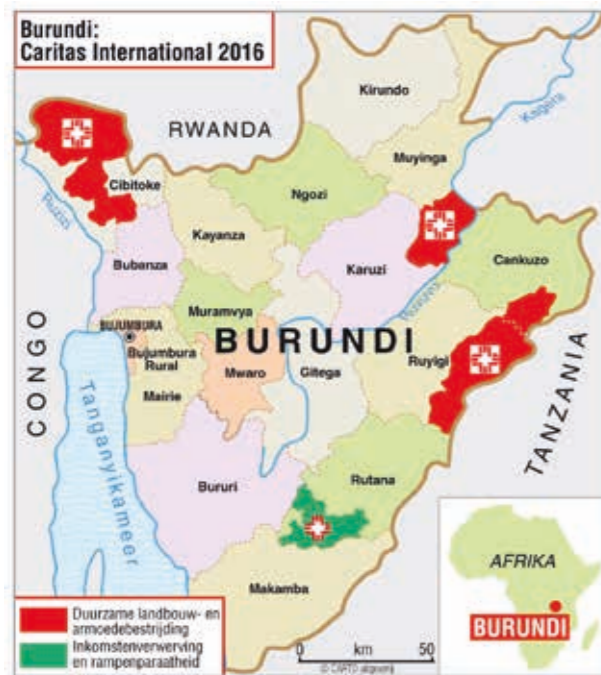 Burundi:
Caritas International 2016
Kirundo
Kagera
RWANDA
Muyinga
Cibitoke
Ngozi
Ruzizi
Kayanza
Bubanza
Karuzi
Cankuzo
Muramvya
CONGO
BUJUMBURA
BURUNDI
Bujumbura
Rural
Mairie
Mwaro
Gitega
Ruyigi
TANZANIA
Tanganyikameer
Bururi
Rutana
Makamba
AFRIKA
BURUNDI
Duurzame landbouw- en
armoedebestrijding
Inkomstenverwerving
en rampenparaatheid
0 km 50